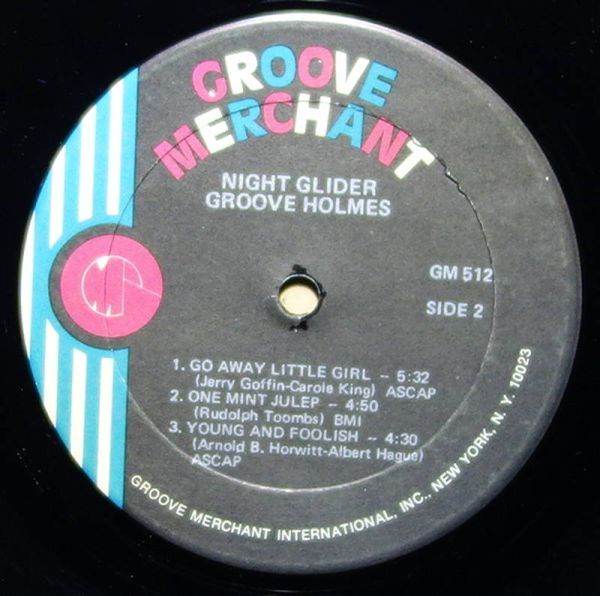 GROOVE
MERCHANT
NIGHT GLIDER
GROOVE HOLMES
GM 512
SIDE 2
1. GO AWAY LITTLE GIRL -- 5:32
(Jerry Goffin-Carole King) ASCAP
2. ONE MINT JULEP -- 4:50
(Rudolph Toombs) BMI
3. YOUNG AND FOOLISH -- 4:30
(Arnold B. Horwitt-Albert Hague)
ASCAP
GROOVE MERCHANT INTERNATIONAL, INC., NEW YORK, N. Y. 10023